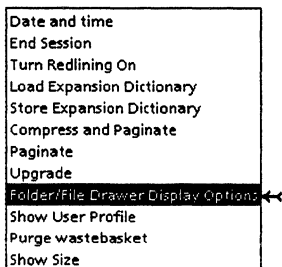 Date and time
End Session
Turn Redlining On
Load Expansion Dictionary
Store Expansion Dictionary
Compress and Paginate
Paginate
Upgrade
Folder/File Drawer Display Options
Show User Profile
Purge wastebasket
Show Size